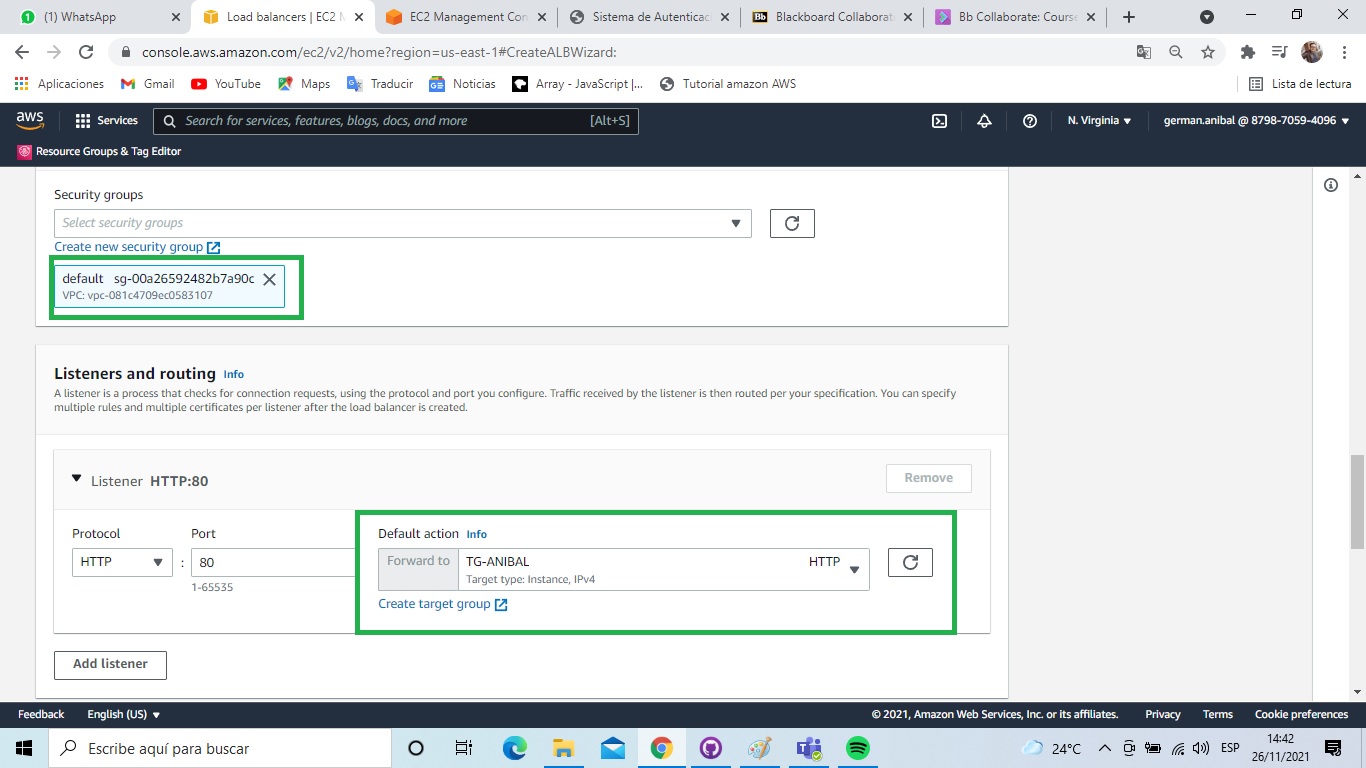 (1) WhatsApp
Load balancers | EC2 M
EC2 Management Con
Sistema de Autenticac
Bb Blackboard Collaborat
Bb Collaborate: Course
console.aws.amazon.com/ec2/v2/home?region=us-east-1#CreateALBWizard:
Aplicaciones
Gmail
YouTube
Maps
Traducir
Noticias
Array - JavaScript |...
Tutorial amazon AWS
Lista de lectura
aws
Services
Search for services, features, blogs, docs, and more
[Alt+S]
N. Virginia
german.anibal @ 8798-7059-4096
Resource Groups & Tag Editor
Security groups
Select security groups
Create new security group
default sg-00a26592482b7a90c
VPC: vpc-081c4709ec0583107
Listeners and routing Info
A listener is a process that checks for connection requests, using the protocol and port you configure. Traffic received by the listener is then routed per your specification. You can specify
multiple rules and multiple certificates per listener after the load balancer is created.
Listener HTTP:80
Remove
Protocol
Port
Default action Info
HTTP
:
80
Forward to
TG-ANIBAL
HTTP
Target type: Instance, IPv4
1-65535
Create target group
Add listener
Feedback
English (US)
© 2021, Amazon Web Services, Inc. or its affiliates.
Privacy
Terms
Cookie preferences
Escribe aquí para buscar
24°C
ESP
14:42
26/11/2021